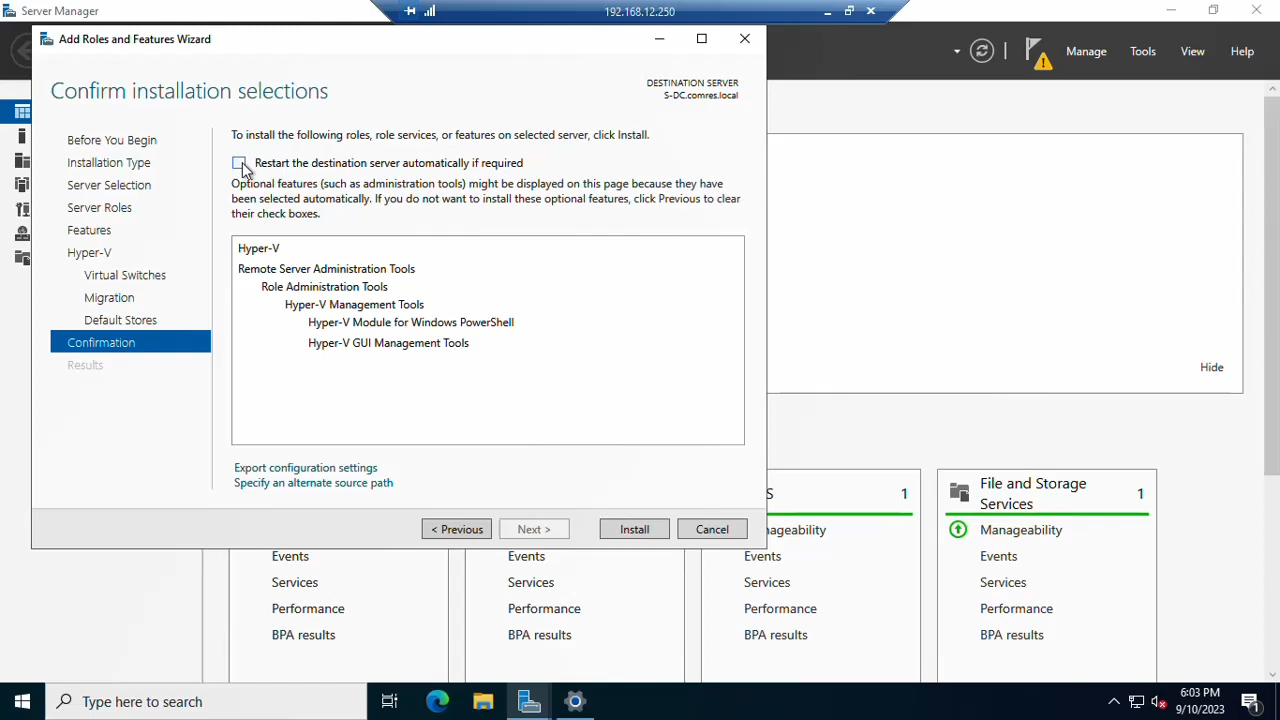 Server Manager
192.168.12.250
Add Roles and Features Wizard
Manage
Tools
View
Help
Confirm installation selections
DESTINATION SERVER
S-DC.comres.local
Before You Begin
Installation Type
Server Selection
Server Roles
Features
Hyper-V
Virtual Switches
Migration
Default Stores
Confirmation
Results
To install the following roles, role services, or features on selected server, click Install.
Restart the destination server automatically if required
Optional features (such as administration tools) might be displayed on this page because they have
been selected automatically. If you do not want to install these optional features, click Previous to clear
their check boxes.
Hyper-V
Remote Server Administration Tools
Role Administration Tools
Hyper-V Management Tools
Hyper-V Module for Windows PowerShell
Hyper-V GUI Management Tools
Export configuration settings
Specify an alternate source path
< Previous
Next >
Install
Cancel
Hide
S 1
File and Storage
Services
1
Manageability
Events
Services
Performance
BPA results
Events
Services
Performance
BPA results
Events
Services
Performance
BPA results
Events
Services
Performance
BPA results
Type here to search
6:03 PM
9/10/2023
1